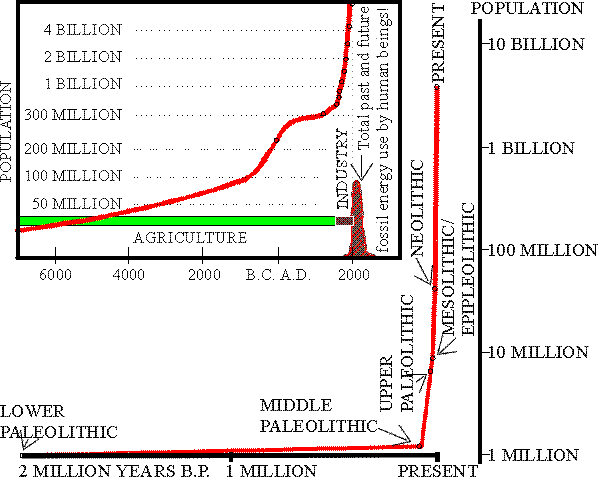 4 BILLION
2 BILLION
1 BILLION
300 MILLION
200 MILLION
100 MILLION
50 MILLION
POPULATION
AGRICULTURE
INDUSTRY
Total past and future
fossil energy use by human beings!
6000
4000
2000
B.C. A.D.
2000
PRESENT
POPULATION
10 BILLION
1 BILLION
100 MILLION
10 MILLION
1 MILLION
NEOLITHIC
MESOLITHIC/
EPIPLEOLITHIC
UPPER
PALEOLITHIC
MIDDLE
PALEOLITHIC
LOWER
PALEOLITHIC
2 MILLION YEARS B.P.
1 MILLION
PRESENT